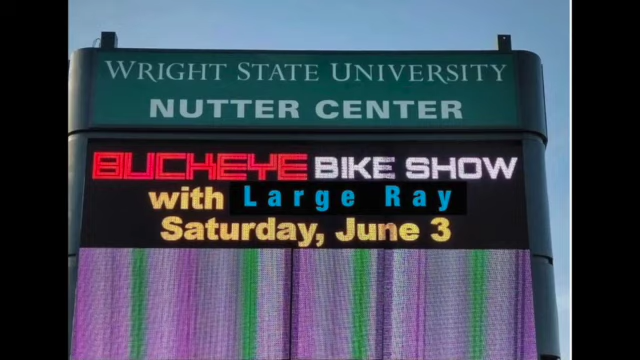 WRIGHT STATE UNIVERSITY
NUTTER CENTER
BUCKEYE BIKE SHOW
with Large Ray
Saturday, June 3